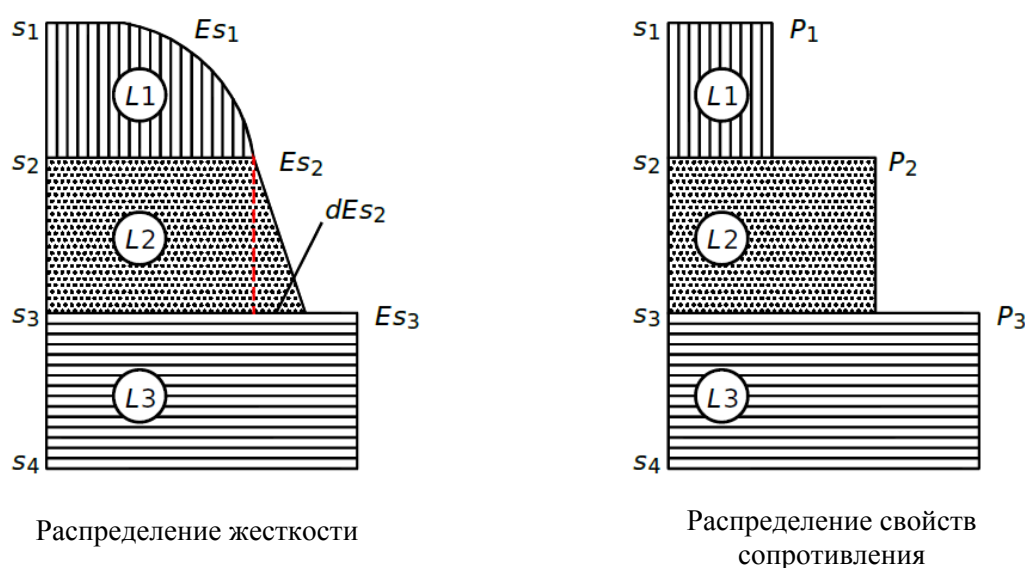 s1
Es1
L1
s2
Es2
dEs2
L2
s3
Es3
L3
s4
Распределение жесткости
s1
P1
L1
s2
P2
L2
s3
P3
L3
s4
Распределение свойств
сопротивления